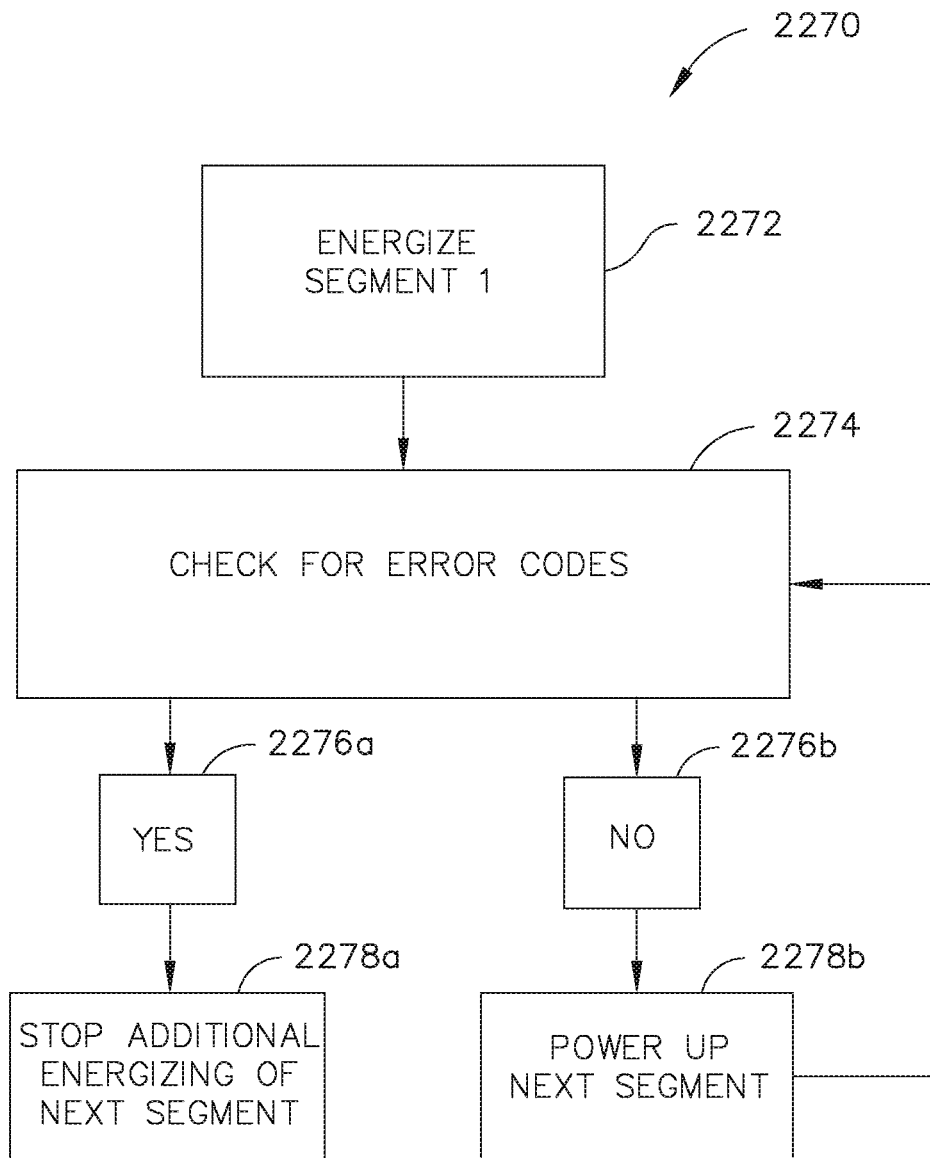 2270
ENERGIZE
SEGMENT 1
2272
2274
CHECK FOR ERROR CODES
2276a
2276b
YES
NO
2278a
2278b
STOP ADDITIONAL
ENERGIZING OF
NEXT SEGMENT
POWER UP
NEXT SEGMENT